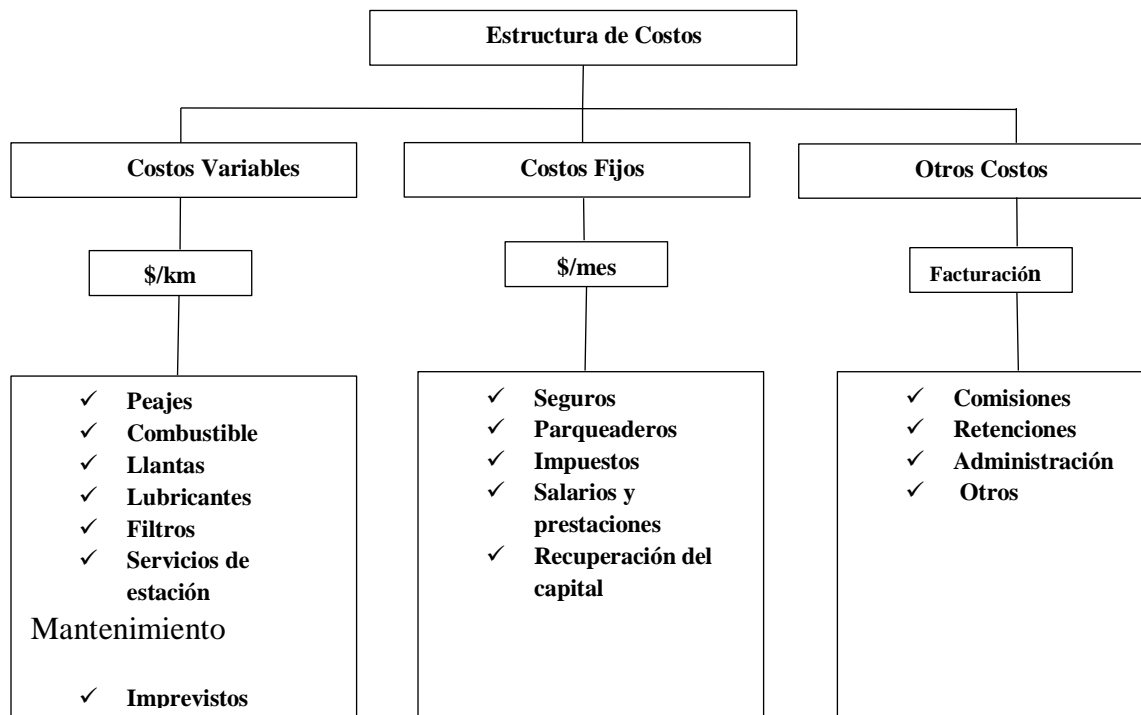 Estructura de Costos
Costos Variables
Costos Fijos
Otros Costos
$/km
$/mes
Facturación
✓ Peajes
✓ Combustible
✓ Llantas
✓ Lubricantes
✓ Filtros
✓ Servicios de
estación
Mantenimiento
✓ Imprevistos
✓ Seguros
✓ Parqueaderos
✓ Impuestos
✓ Salarios y
prestaciones
✓ Recuperación del
capital
✓ Comisiones
✓ Retenciones
✓ Administración
✓ Otros